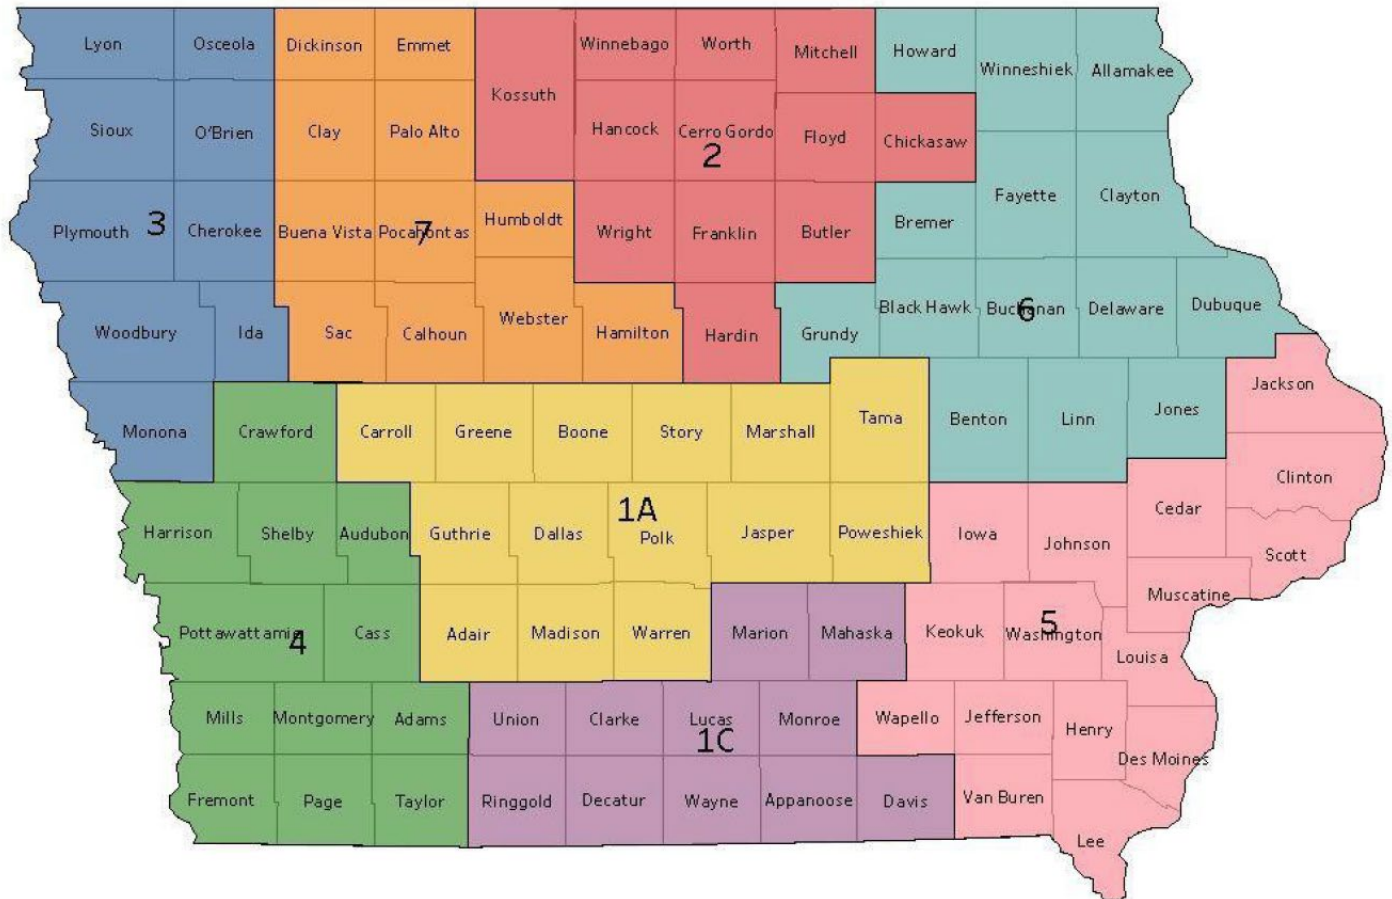 Lyon
Osceola
Dickinson
Emmet
Kossuth
Winnebago
Worth
Mitchell
Howard
Winneshiek
Allamakee
Sioux
O'Brien
Clay
Palo Alto
Hancock
Cerro Gordo
2
Floyd
Chickasaw
Fayette
Clayton
Plymouth
3
Cherokee
Buena Vista
Pocahontas
7
Humboldt
Wright
Franklin
Butler
Bremer
Woodbury
Ida
Sac
Calhoun
Webster
Hamilton
Hardin
Grundy
Black Hawk
Buchanan
6
Delaware
Dubuque
Monona
Crawford
Carroll
Greene
Boone
Story
Marshall
Tama
Benton
Linn
Jones
Jackson
Harrison
Shelby
Audubon
Guthrie
Dallas
1A
Polk
Jasper
Poweshiek
Iowa
Johnson
Cedar
Clinton
Scott
Pottawattamie
4
Cass
Adair
Madison
Warren
Marion
Mahaska
Keokuk
5
Washington
Muscatine
Louisa
Mills
Montgomery
Adams
Union
Clarke
Lucas
1C
Monroe
Wapello
Jefferson
Henry
Des Moines
Fremont
Page
Taylor
Ringgold
Decatur
Wayne
Appanoose
Davis
Van Buren
Lee